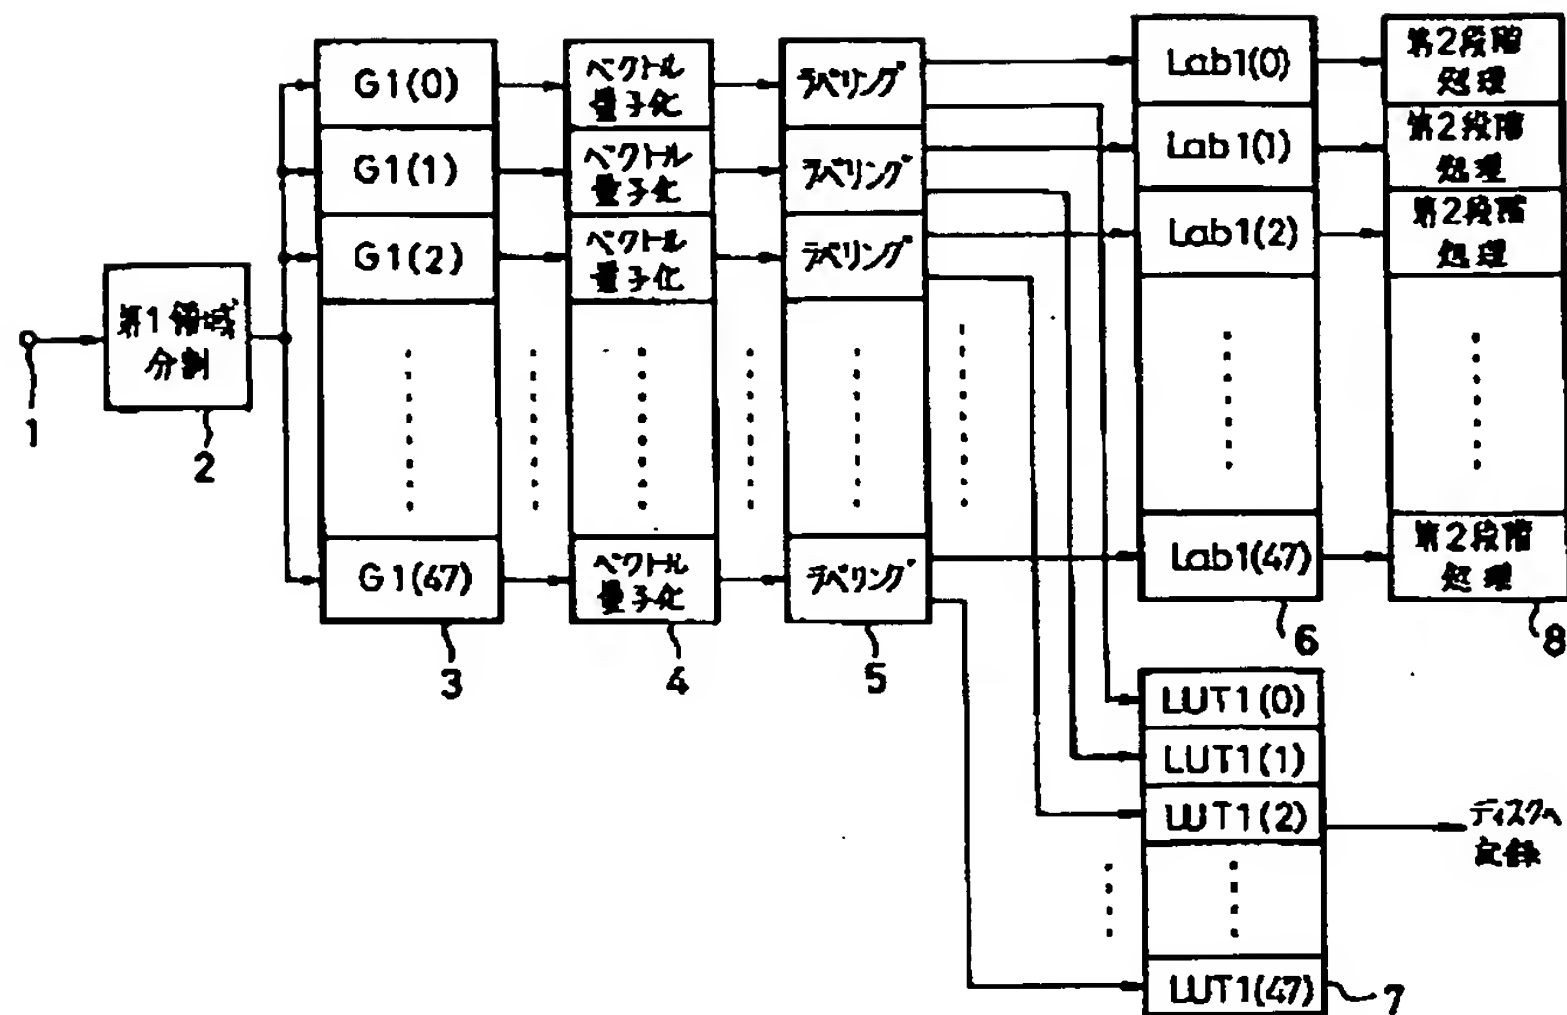 第1領域
分割
1
2
G1(0)
G1(1)
G1(2)
G1(47)
3
ベクトル
量子化
ベクトル
量子化
ベクトル
量子化
ベクトル
量子化
4
ラベリング
ラベリング
ラベリング
ラベリング
5
Lab1(0)
Lab1(1)
Lab1(2)
Lab1(47)
6
第2段階
処理
第2段階
処理
第2段階
処理
第2段階
処理
8
LUT1(0)
LUT1(1)
LUT1(2)
LUT1(47)
7
ディスクへ
記録